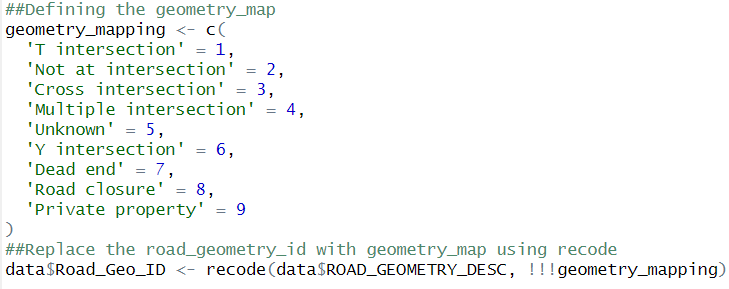 ##Defining the geometry_map
geometry_mapping <- c(
  'T intersection' = 1,
  'Not at intersection' = 2,
  'Cross intersection' = 3,
  'Multiple intersection' = 4,
  'Unknown' = 5,
  'Y intersection' = 6,
  'Dead end' = 7,
  'Road closure' = 8,
  'Private property' = 9
)
##Replace the road_geometry_id with geometry_map using recode
data$Road_Geo_ID <- recode(data$ROAD_GEOMETRY_DESC, !!!geometry_mapping)